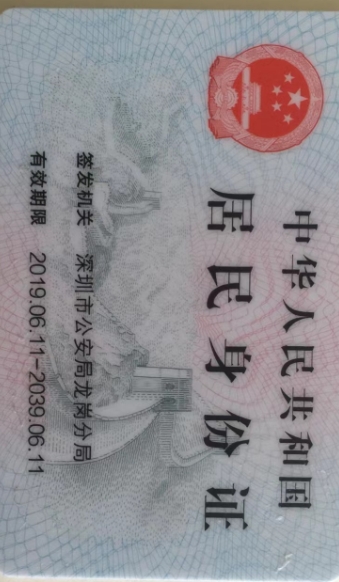 中华人民共和国
居民身份证
签发机关 深圳市公安局龙岗分局
有效期限 2019.06.11-2039.06.11